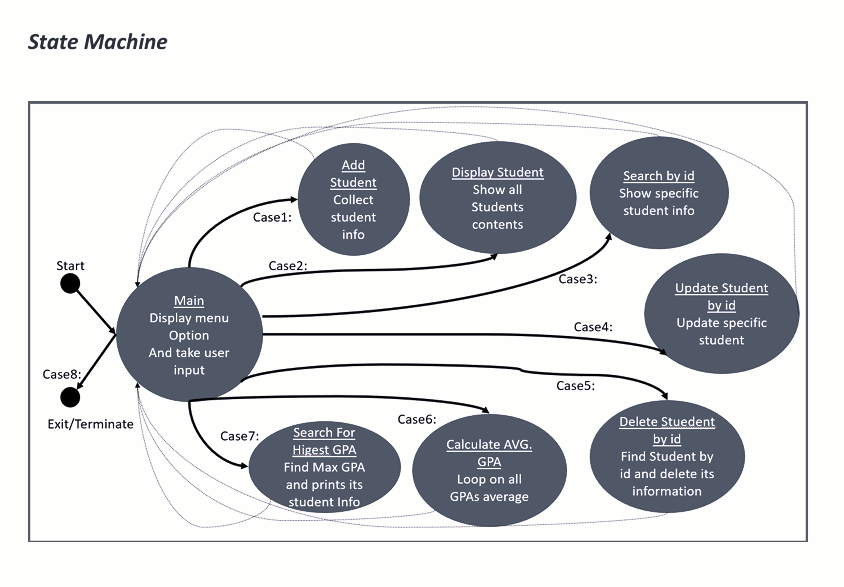 State Machine
Add
Student
Collect
student
info
Case1:
Display Student
Show all
Students
contents
Case2:
Search by id
Show specific
student info
Case3:
Start
Main
Display menu
Option
And take user
input
Update Student
by id
Update specific
student
Case4:
Case8:
Exit/Terminate
Case5:
Delete Stuedent
by id
Find Student by
id and delete its
information
Case6:
Calculate AVG.
GPA
Loop on all
GPAs average
Case7:
Search For
Higest GPA
Find Max GPA
and prints its
student Info